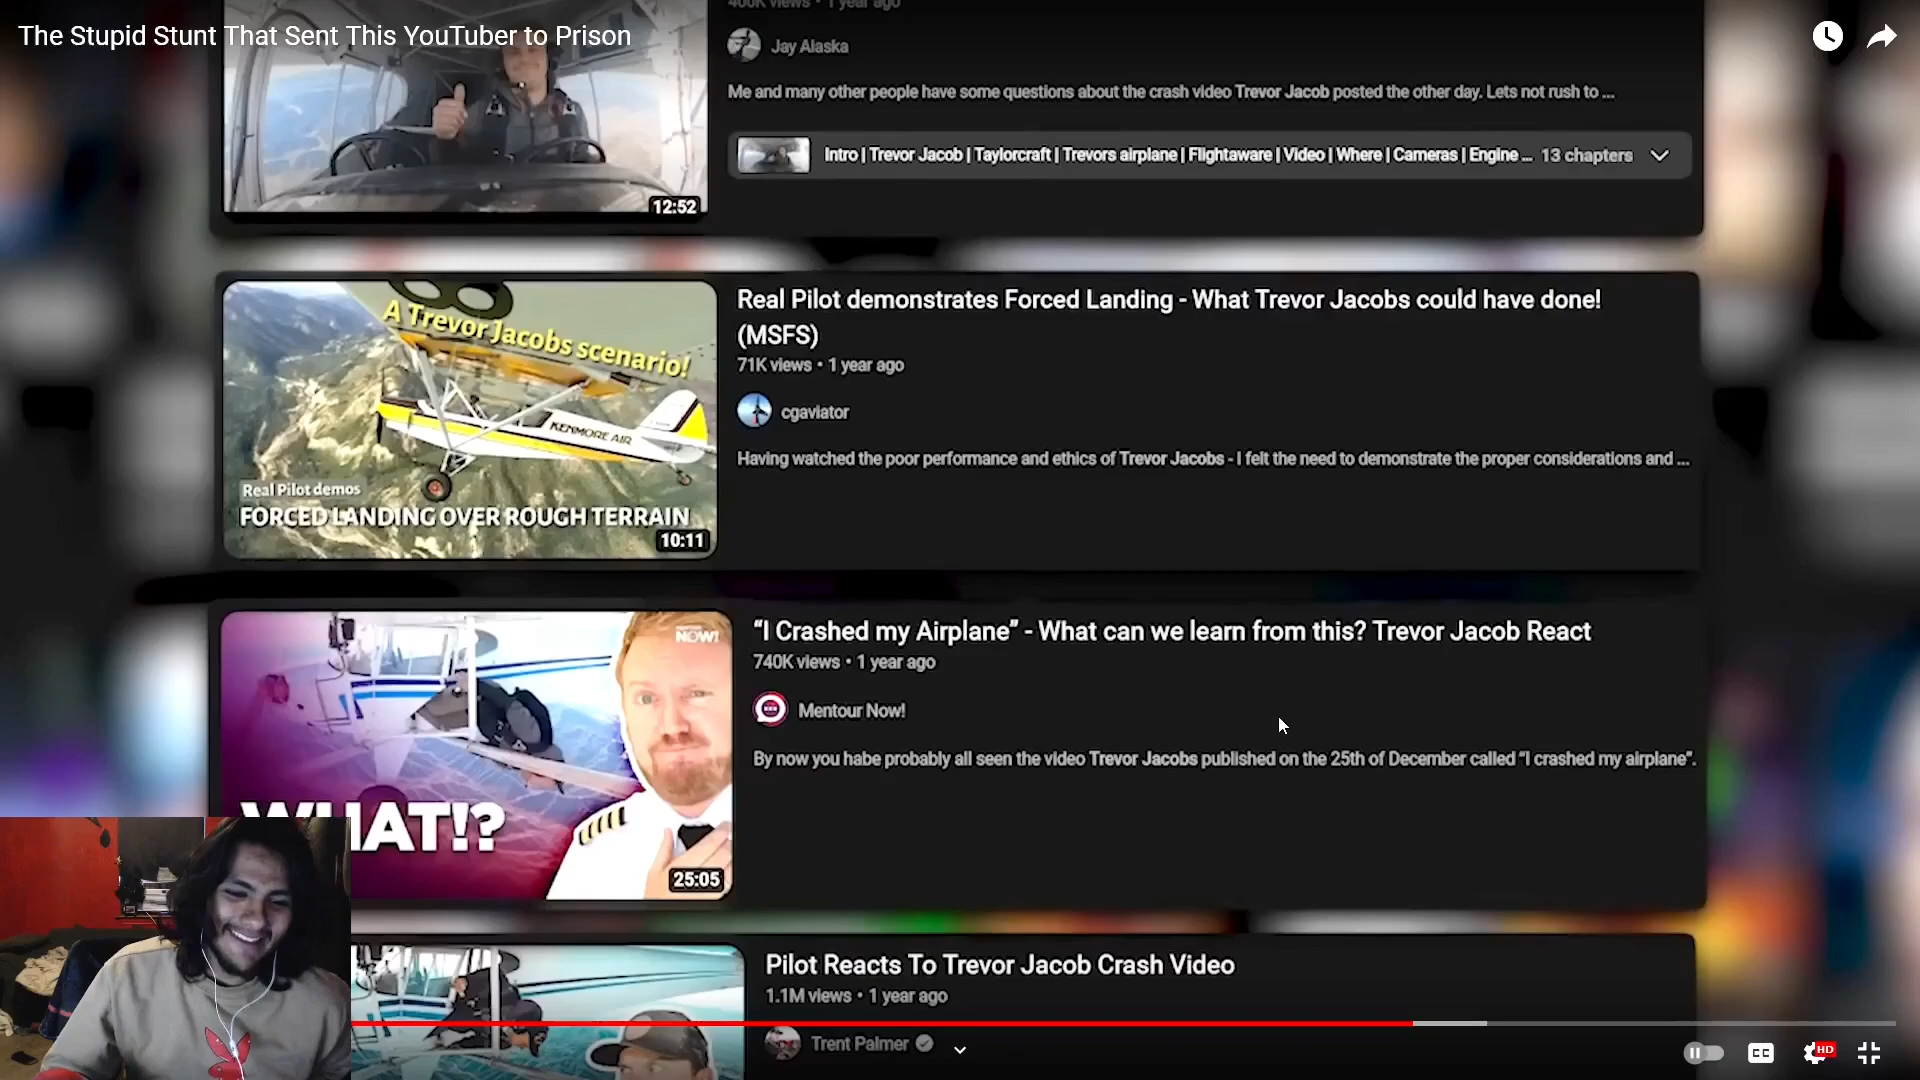 400K views • 1 year ago
The Stupid Stunt That Sent This YouTuber to Prison
Jay Alaska
Me and many other people have some questions about the crash video Trevor Jacob posted the other day. Lets not rush to ...
Intro | Trevor Jacob | Taylorcraft | Trevors airplane | Flightaware | Video | Where | Cameras | Engine ... 13 chapters
12:52
A Trevor Jacobs scenario!
KENMORE AIR
Real Pilot demos
FORCED LANDING OVER ROUGH TERRAIN
10:11
Real Pilot demonstrates Forced Landing - What Trevor Jacobs could have done!
(MSFS)
71K views • 1 year ago
cgaviator
Having watched the poor performance and ethics of Trevor Jacobs - I felt the need to demonstrate the proper considerations and ...
NOW!
WHAT!?
25:05
“I Crashed my Airplane” - What can we learn from this? Trevor Jacob React
740K views • 1 year ago
Mentour Now!
By now you habe probably all seen the video Trevor Jacobs published on the 25th of December called “I crashed my airplane”.
Pilot Reacts To Trevor Jacob Crash Video
1.1M views • 1 year ago
Trent Palmer
CC
HD